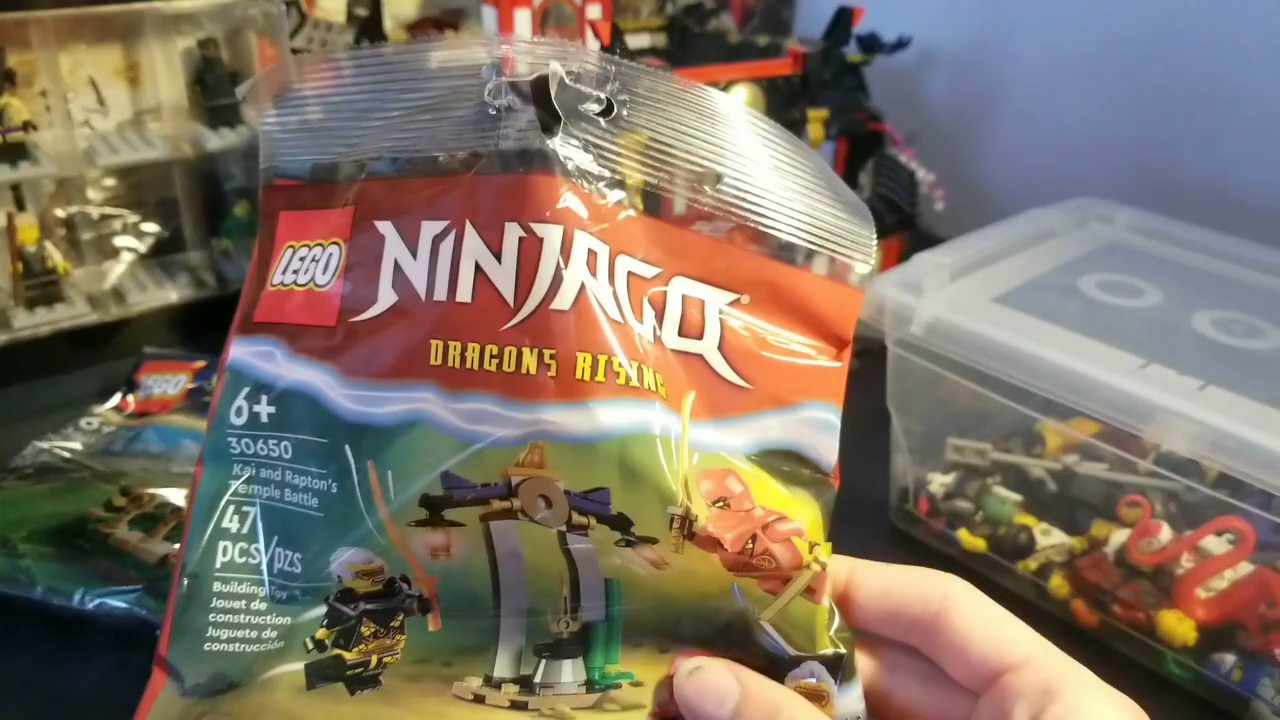 LEGO
NINJAGO®
DRAGONS RISING
6+
30650
Kai and Rapton's
Temple Battle
47
pcs/pzs
Building Toy
Jouet de
construction
Juguete de
construcción
LEGO